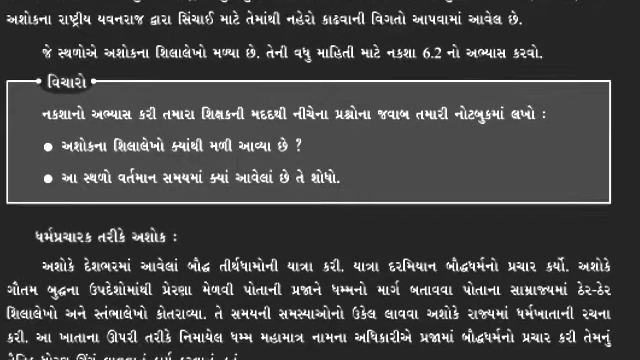 અશોકના રાષ્ટ્રીય યવનરાજ દ્વારા સિંચાઈ માટે તેમાંથી નહેરો કાઢવાની વિગતો આપવામાં આવેલ છે.
જે સ્થળોએ અશોકના શિલાલેખો મળ્યા છે. તેની વધુ માહિતી માટે નકશા 6.2 નો અભ્યાસ કરવો.
વિચારો
નકશાનો અભ્યાસ કરી તમારા શિક્ષકની મદદથી નીચેના પ્રશ્નોના જવાબ તમારી નોટબુકમાં લખો :
● અશોકના શિલાલેખો ક્યાંથી મળી આવ્યા છે ?
● આ સ્થળો વર્તમાન સમયમાં ક્યાં આવેલાં છે તે શોધો.
ધર્મપ્રચારક તરીકે અશોક :
અશોકે દેશભરમાં આવેલાં બૌદ્ધ તીર્થધામોની યાત્રા કરી. યાત્રા દરમિયાન બૌદ્ધધર્મનો પ્રચાર કર્યો. અશોકે
ગૌતમ બુદ્ધના ઉપદેશોમાંથી પ્રેરણા મેળવી પોતાની પ્રજાને ધમ્મનો માર્ગ બતાવવા પોતાના સામ્રાજ્યમાં ઠેર-ઠેર
શિલાલેખો અને સ્તંભાલેખો કોતરાવ્યા. તે સમયની સમસ્યાઓનો ઉકેલ લાવવા અશોકે રાજ્યમાં ધર્મખાતાની રચના
કરી. આ ખાતાના ઊપરી તરીકે નિમાયેલ ધમ્મ મહામાત્ર નામના અધિકારીએ પ્રજામાં બૌદ્ધધર્મનો પ્રચાર કરી તેમનું